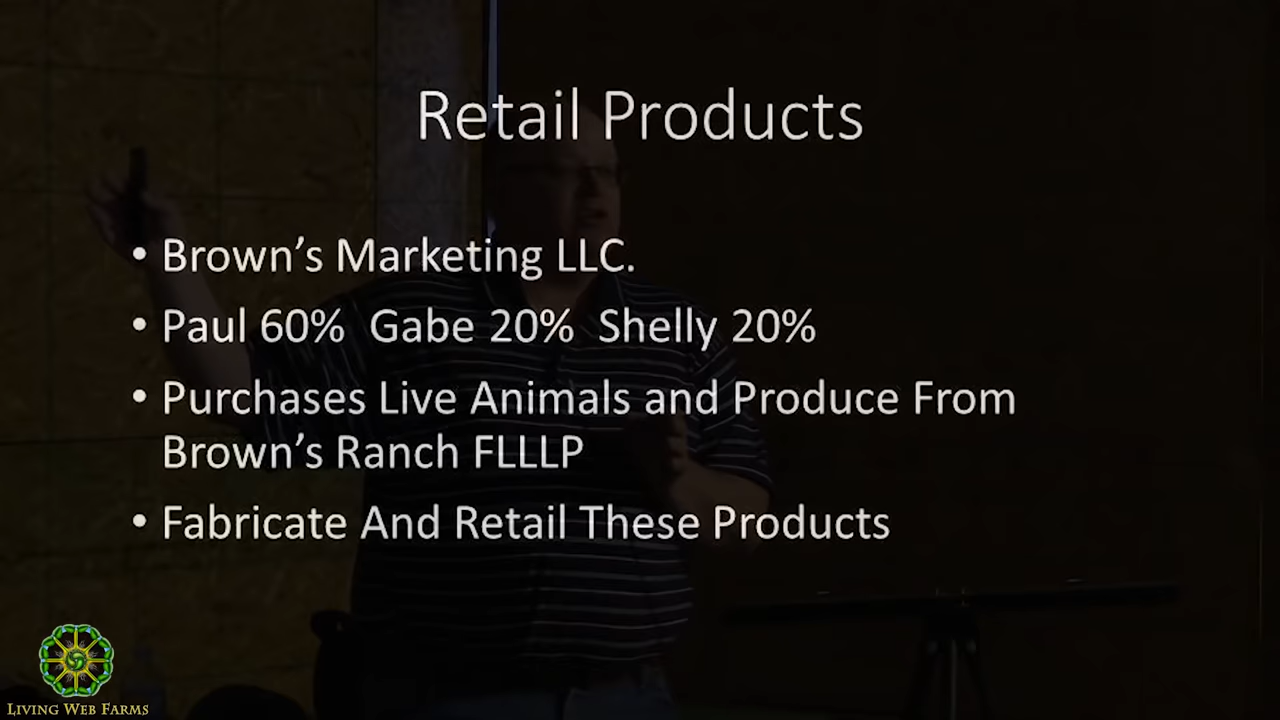 Retail Products
• Brown's Marketing LLC.
• Paul 60%  Gabe 20%  Shelly 20%
• Purchases Live Animals and Produce From
Brown's Ranch FLLLP
• Fabricate And Retail These Products
LIVING WEB FARMS